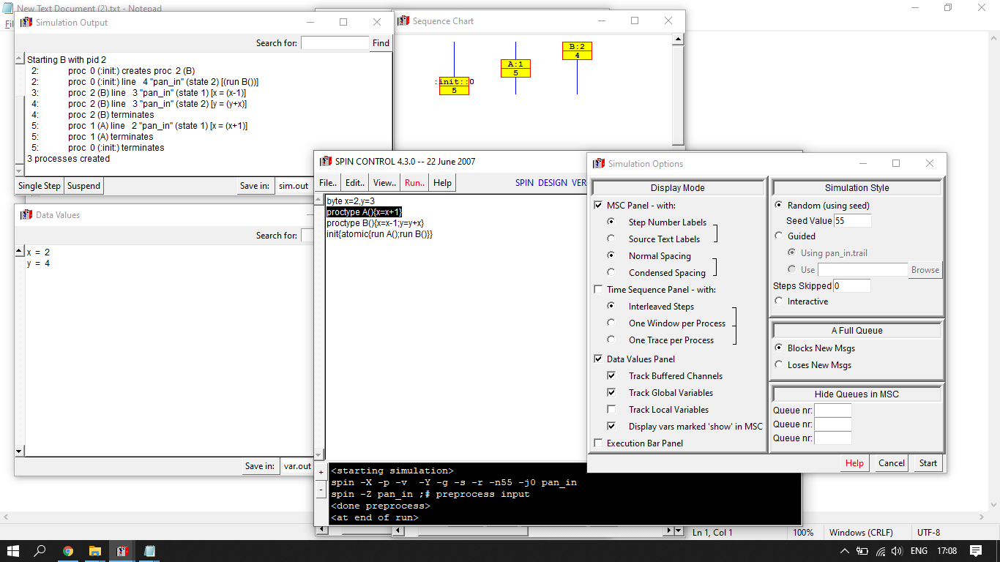 New Text Document (2).txt - Notepad
Simulation Output
Search for:
Find
Starting B with pid 2
2: proc 0 (:init:) creates proc 2 (B)
2: proc 0 (:init:) line 4 "pan_in" (state 2) [(run B())]
3: proc 2 (B) line 3 "pan_in" (state 1) [x = (x-1)]
4: proc 2 (B) line 3 "pan_in" (state 2) [y = (y+x)]
4: proc 2 (B) terminates
5: proc 1 (A) line 2 "pan_in" (state 1) [x = (x+1)]
5: proc 1 (A) terminates
5: proc 0 (:init:) terminates
3 processes created
Single Step
Suspend
Save in:
sim.out
Sequence Chart
B:2
4
A:1
5
:init::0
5
Data Values
Search for:
x = 2
y = 4
Save in:
var.out
SPIN CONTROL 4.3.0 -- 22 June 2007
File.. Edit.. View.. Run.. Help
SPIN DESIGN VER
byte x=2,y=3
proctype A(){x=x+1}
proctype B(){x=x-1;y=y+x}
init{atomic{run A();run B()}}
+
-
<starting simulation>
spin -X -p -v -Y -g -s -r -n55 -j0 pan_in
spin -Z pan_in ;# preprocess input
<done preprocess>
<at end of run>
Simulation Options
Display Mode
MSC Panel - with:
Step Number Labels
Source Text Labels
Normal Spacing
Condensed Spacing
Time Sequence Panel - with:
Interleaved Steps
One Window per Process
One Trace per Process
Data Values Panel
Track Buffered Channels
Track Global Variables
Track Local Variables
Display vars marked 'show' in MSC
Execution Bar Panel
Simulation Style
Random (using seed)
Seed Value 55
Guided
Using pan_in.trail
Use
Browse
Steps Skipped 0
Interactive
A Full Queue
Blocks New Msgs
Loses New Msgs
Hide Queues in MSC
Queue nr:
Queue nr:
Queue nr:
Help
Cancel
Start
Ln 1, Col 1
100%
Windows (CRLF)
UTF-8
ENG
17:08